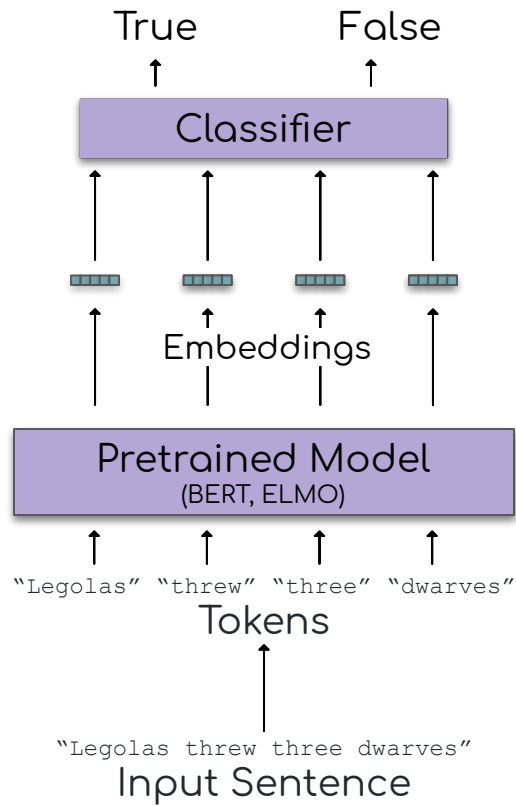 True False
Classifier
Embeddings
Pretrained Model
(BERT, ELMO)
“Legolas” “threw” “three” “dwarves”
Tokens
“Legolas threw three dwarves”
Input Sentence